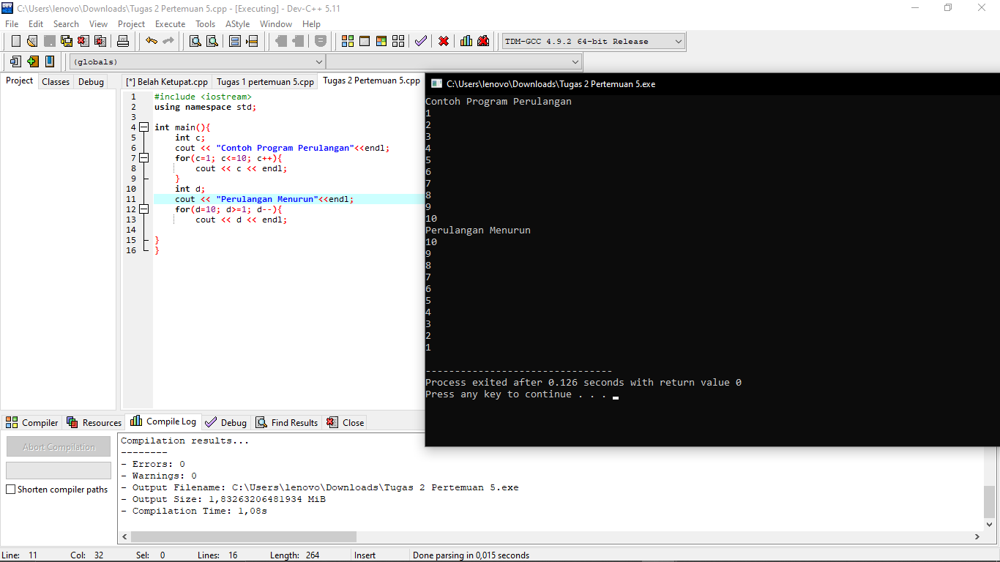 C:\Users\lenovo\Downloads\Tugas 2 Pertemuan 5.cpp - [Executing] - Dev-C++ 5.11
File Edit Search View Project Execute Tools AStyle Window Help
TDM-GCC 4.9.2 64-bit Release
(globals)
Project Classes Debug
[*] Belah Ketupat.cpp Tugas 1 pertemuan 5.cpp Tugas 2 Pertemuan 5.cpp
1 #include <iostream>
2 using namespace std;
3
4 int main(){
5 int c;
6 cout << "Contoh Program Perulangan"<<endl;
7 for(c=1; c<=10; c++){
8 cout << c << endl;
9 }
10 int d;
11 cout << "Perulangan Menurun"<<endl;
12 for(d=10; d>=1; d--){
13 cout << d << endl;
14
15 }
16 }
C:\Users\lenovo\Downloads\Tugas 2 Pertemuan 5.exe
Contoh Program Perulangan
1
2
3
4
5
6
7
8
9
10
Perulangan Menurun
10
9
8
7
6
5
4
3
2
1
--------------------------------
Process exited after 0.126 seconds with return value 0
Press any key to continue . . .
Compiler Resources Compile Log Debug Find Results Close
Abort Compilation
Shorten compiler paths
Compilation results...
--------
- Errors: 0
- Warnings: 0
- Output Filename: C:\Users\lenovo\Downloads\Tugas 2 Pertemuan 5.exe
- Output Size: 1,83263206481934 MiB
- Compilation Time: 1,08s
Line: 11 Col: 32 Sel: 0 Lines: 16 Length: 264 Insert Done parsing in 0,015 seconds